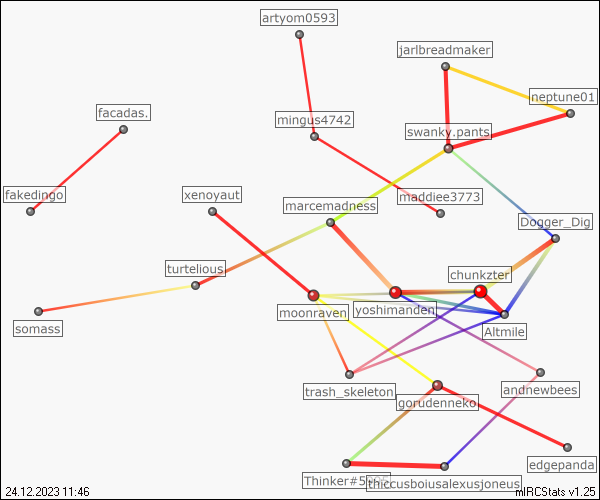 artyom0593
jarlbreadmaker
neptune01
facadas.
mingus4742
swanky.pants
fakedingo
xenoyaut
marcemadness
maddiee3773
Dogger_Dig
turtelious
chunkzter
moonraven
yoshimanden
somass
Altmile
trash_skeleton
andnewbees
gorudenneko
edgepanda
Thinker#5
thiccusboiusalexusjoneus
24.12.2023 11:46
mIRCStats v1.25